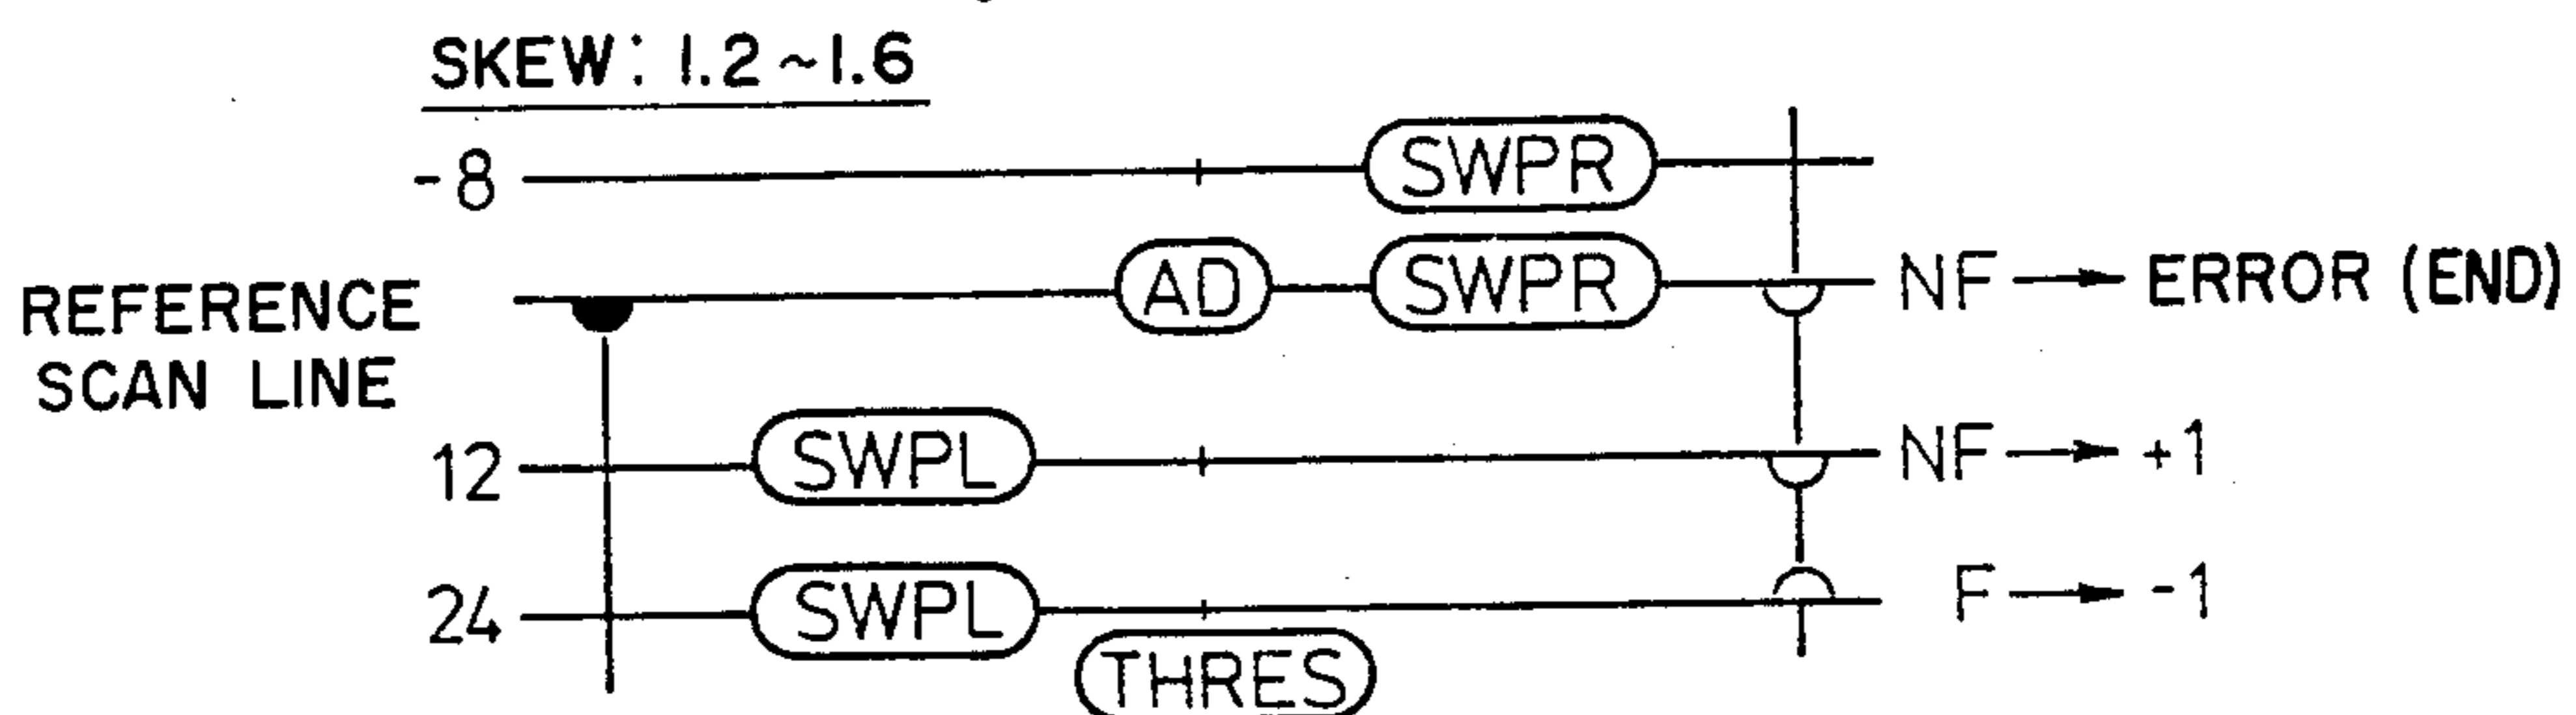 SKEW: 1.2~1.6
-8 SWPR
REFERENCE SCAN LINE AD SWPR NF → ERROR (END)
12 SWPL NF → +1
24 SWPL F → -1
THRES